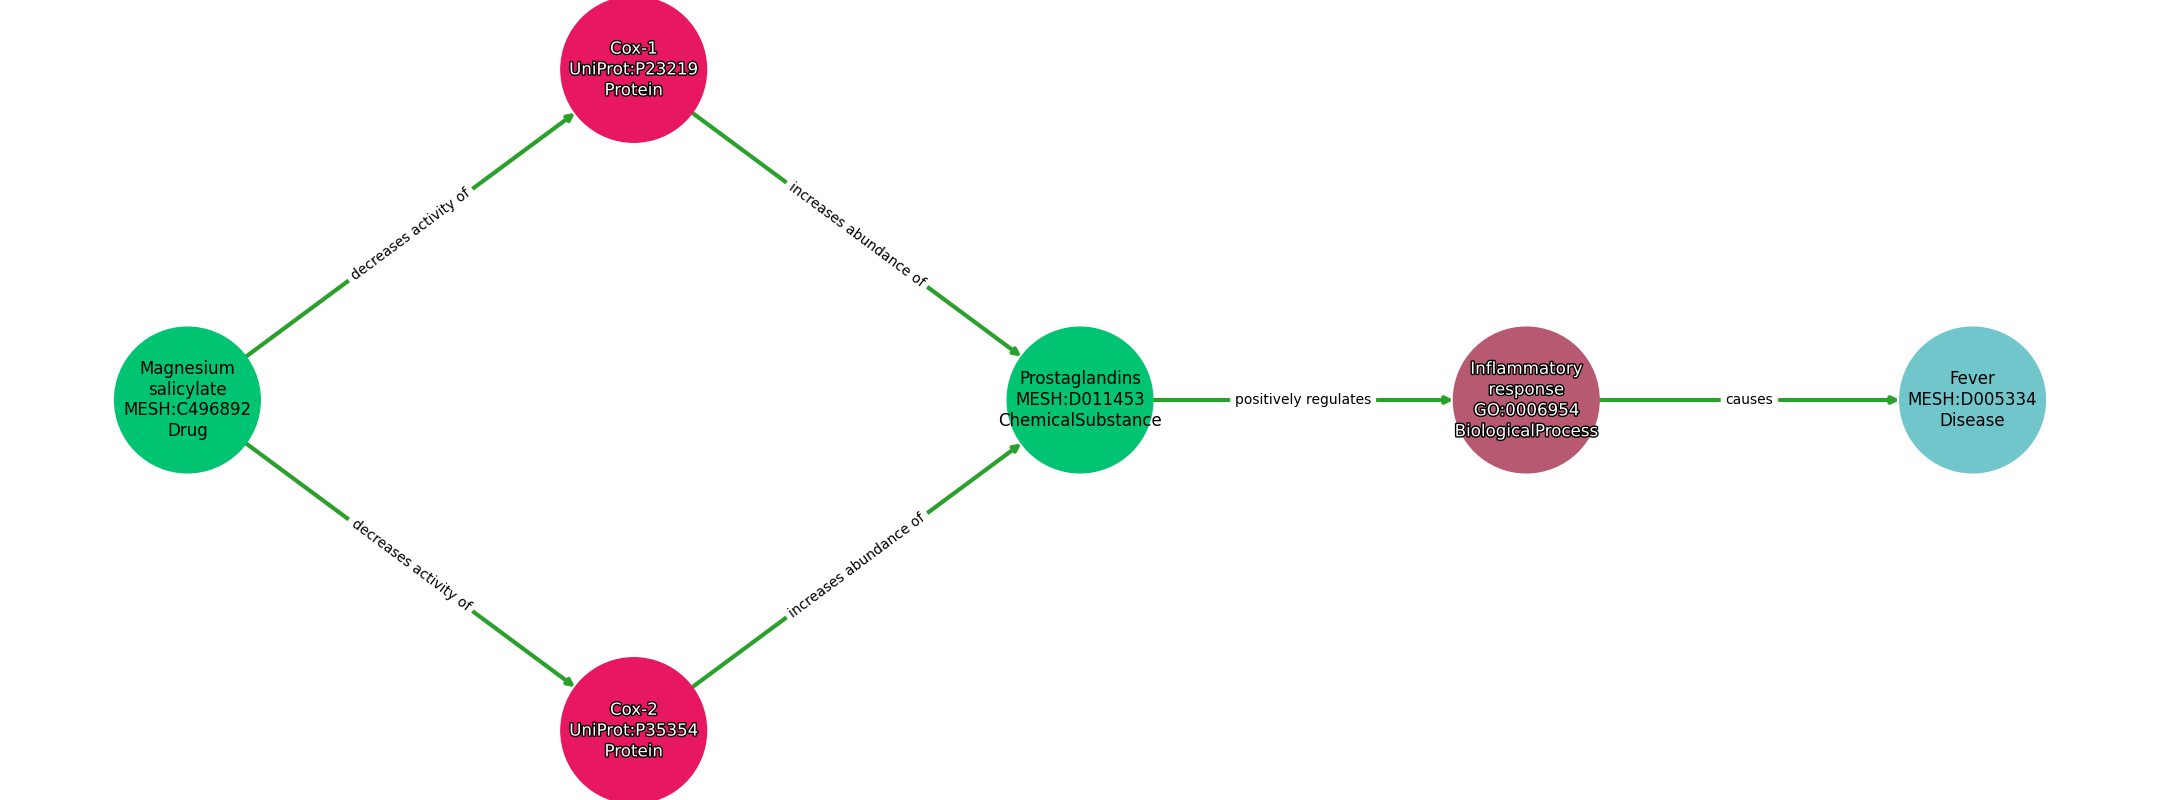 Cox-1
UniProt:P23219
Protein
decreases activity of
increases abundance of
Magnesium
salicylate
MESH:C496892
Drug
Prostaglandins
MESH:D011453
ChemicalSubstance
positively regulates
Inflammatory
response
GO:0006954
BiologicalProcess
causes
Fever
MESH:D005334
Disease
decreases activity of
increases abundance of
Cox-2
UniProt:P35354
Protein